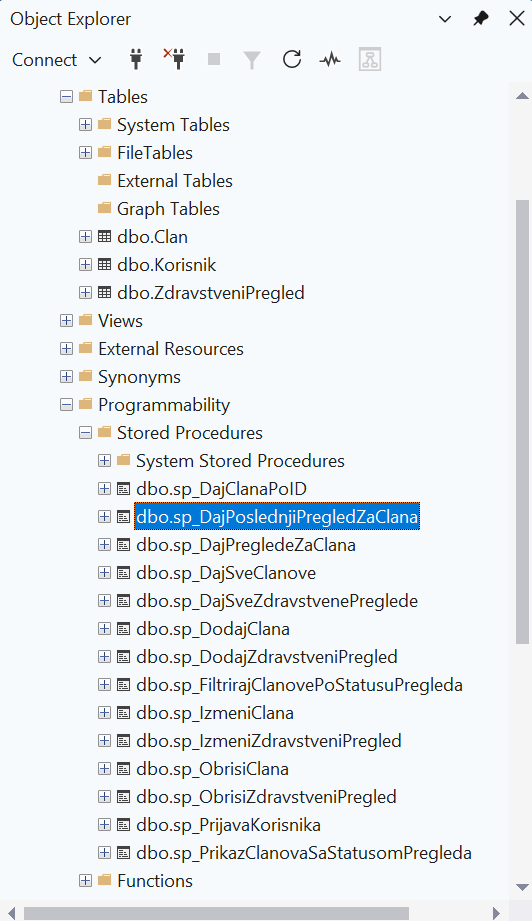 Object Explorer
Connect
Tables
System Tables
FileTables
External Tables
Graph Tables
dbo.Clan
dbo.Korisnik
dbo.ZdravstveniPregled
Views
External Resources
Synonyms
Programmability
Stored Procedures
System Stored Procedures
dbo.sp_DajClanaPoID
dbo.sp_DajPoslednjiPregledZaClana
dbo.sp_DajPregledeZaClana
dbo.sp_DajSveClanove
dbo.sp_DajSveZdravstvenePreglede
dbo.sp_DodajClana
dbo.sp_DodajZdravstveniPregled
dbo.sp_FiltrirajClanovePoStatusuPregleda
dbo.sp_IzmeniClana
dbo.sp_IzmeniZdravstveniPregled
dbo.sp_ObrisiClana
dbo.sp_ObrisiZdravstveniPregled
dbo.sp_PrijavaKorisnika
dbo.sp_PrikazClanovaSaStatusomPregleda
Functions